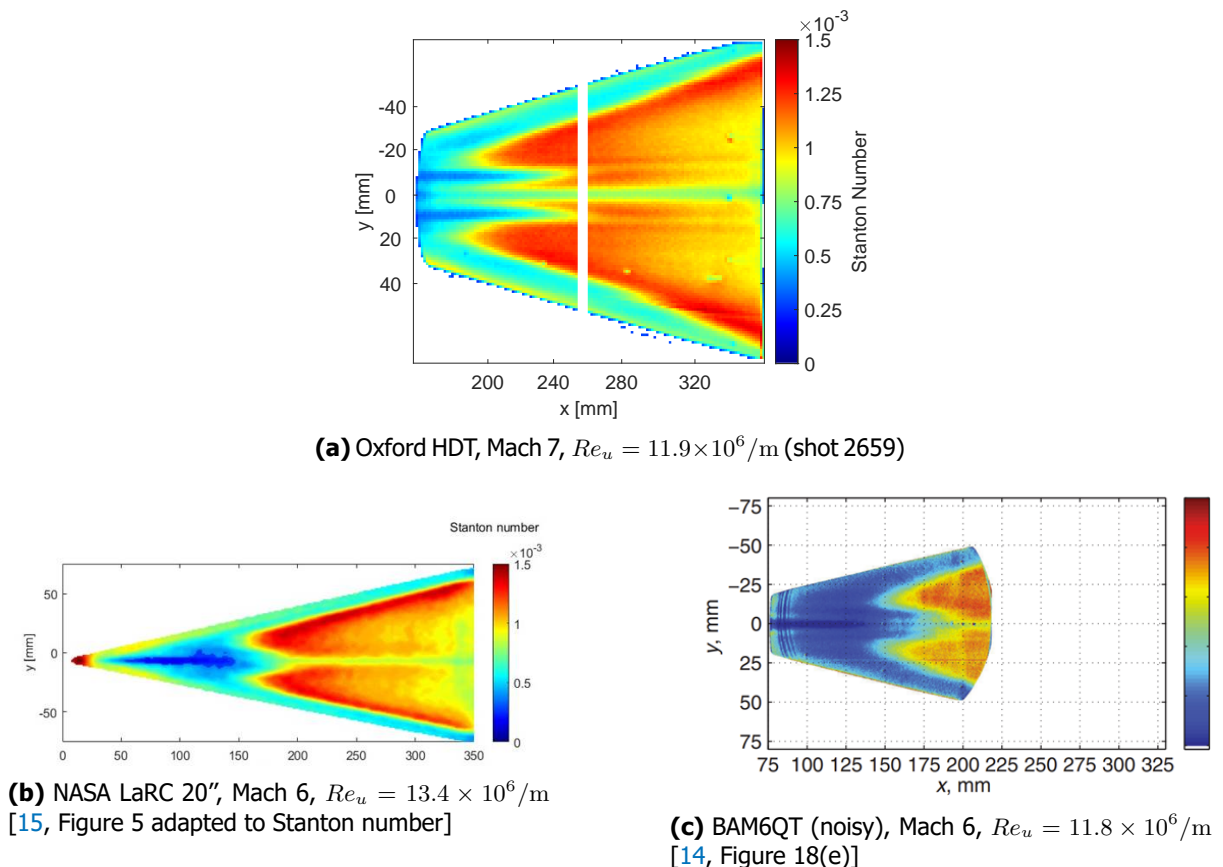 ×10⁻³
1.5
1.25
1
0.75
0.5
0.25
0
Stanton Number
-40
-20
0
20
40
y [mm]
200 240 280 320
x [mm]
(a) Oxford HDT, Mach 7, Re_u = 11.9×10⁶/m (shot 2659)
Stanton number
×10⁻³
1.5
1
0.5
0
50
0
-50
y [mm]
0 50 100 150 200 250 300 350
(b) NASA LaRC 20”, Mach 6, Re_u = 13.4 × 10⁶/m
[15, Figure 5 adapted to Stanton number]
−75
−50
−25
0
25
50
75
y, mm
75 100 125 150 175 200 225 250 275 300 325
x, mm
(c) BAM6QT (noisy), Mach 6, Re_u = 11.8 × 10⁶/m
[14, Figure 18(e)]